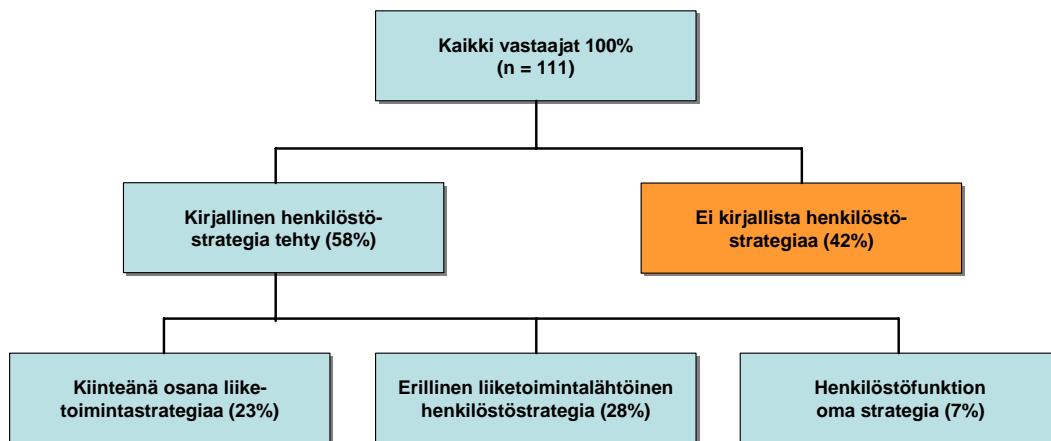 Kaikki vastaajat 100%
(n = 111)
Kirjallinen henkilöstö-
strategia tehty (58%)
Ei kirjallista henkilöstö-
strategiaa (42%)
Kiinteänä osana liike-
toimintastrategiaa (23%)
Erillinen liiketoimintalähtöinen
henkilöstöstrategia (28%)
Henkilöstöfunktion
oma strategia (7%)